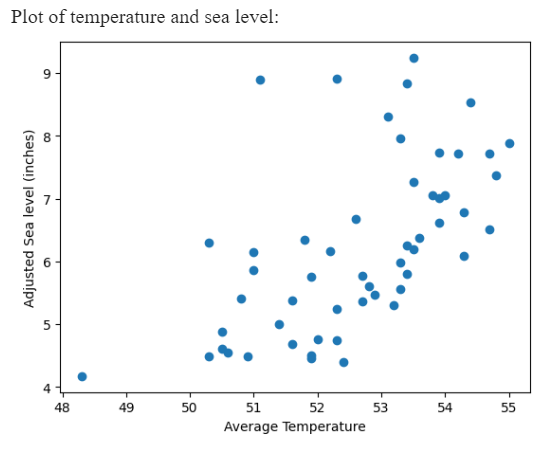 Plot of temperature and sea level:
9
8
7
6
5
4
Adjusted Sea level (inches)
48 49 50 51 52 53 54 55
Average Temperature